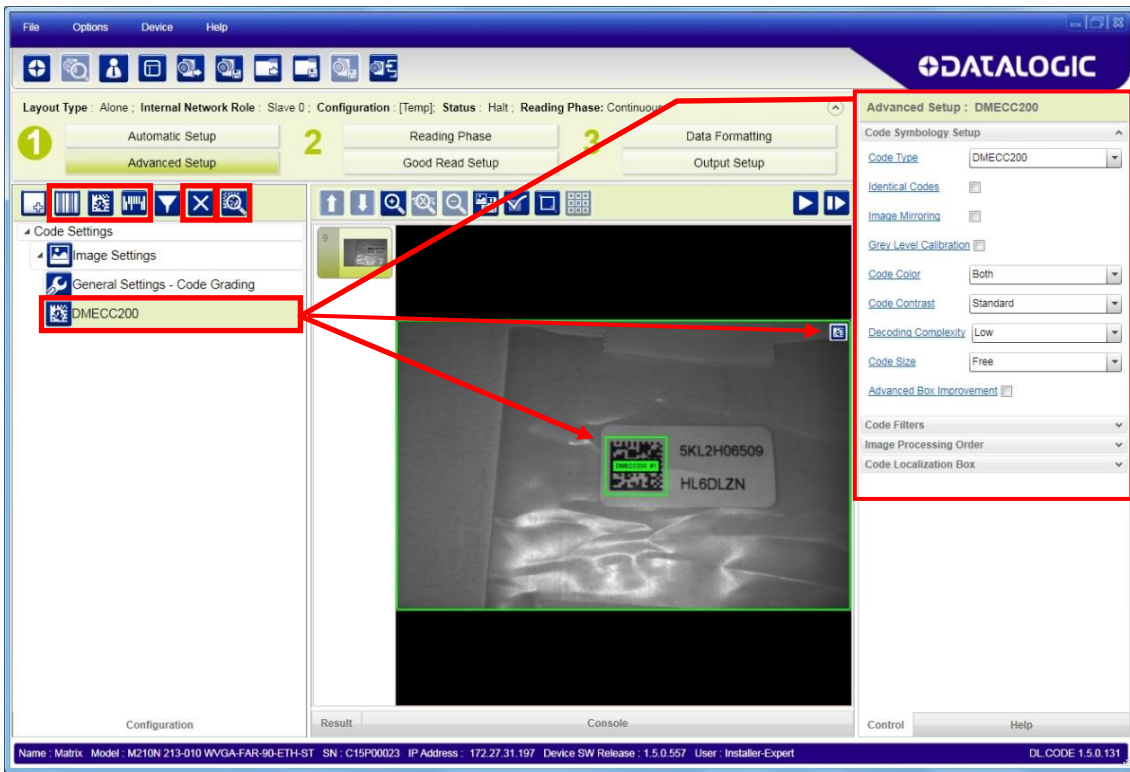 File Options Device Help
DATALOGIC
Layout Type : Alone ; Internal Network Role : Slave 0 ; Configuration : [Temp]; Status : Halt ; Reading Phase: Continuous
1 Automatic Setup 2 Reading Phase 3 Data Formatting
Advanced Setup Good Read Setup Output Setup
Code Settings
Image Settings
General Settings - Code Grading
DMECC200
9
5KL2H06509
DMECC200 #1
HL6DLZN
Advanced Setup : DMECC200
Code Symbology Setup
Code Type DMECC200
Identical Codes
Image Mirroring
Grey Level Calibration
Code Color Both
Code Contrast Standard
Decoding Complexity Low
Code Size Free
Advanced Box Improvement
Code Filters
Image Processing Order
Code Localization Box
Configuration Result Console Control Help
Name : Matrix Model : M210N 213-010 WVGA-FAR-90-ETH-ST SN : C15P00023 IP Address : 172.27.31.197 Device SW Release : 1.5.0.557 User : Installer-Expert DL.CODE 1.5.0.131